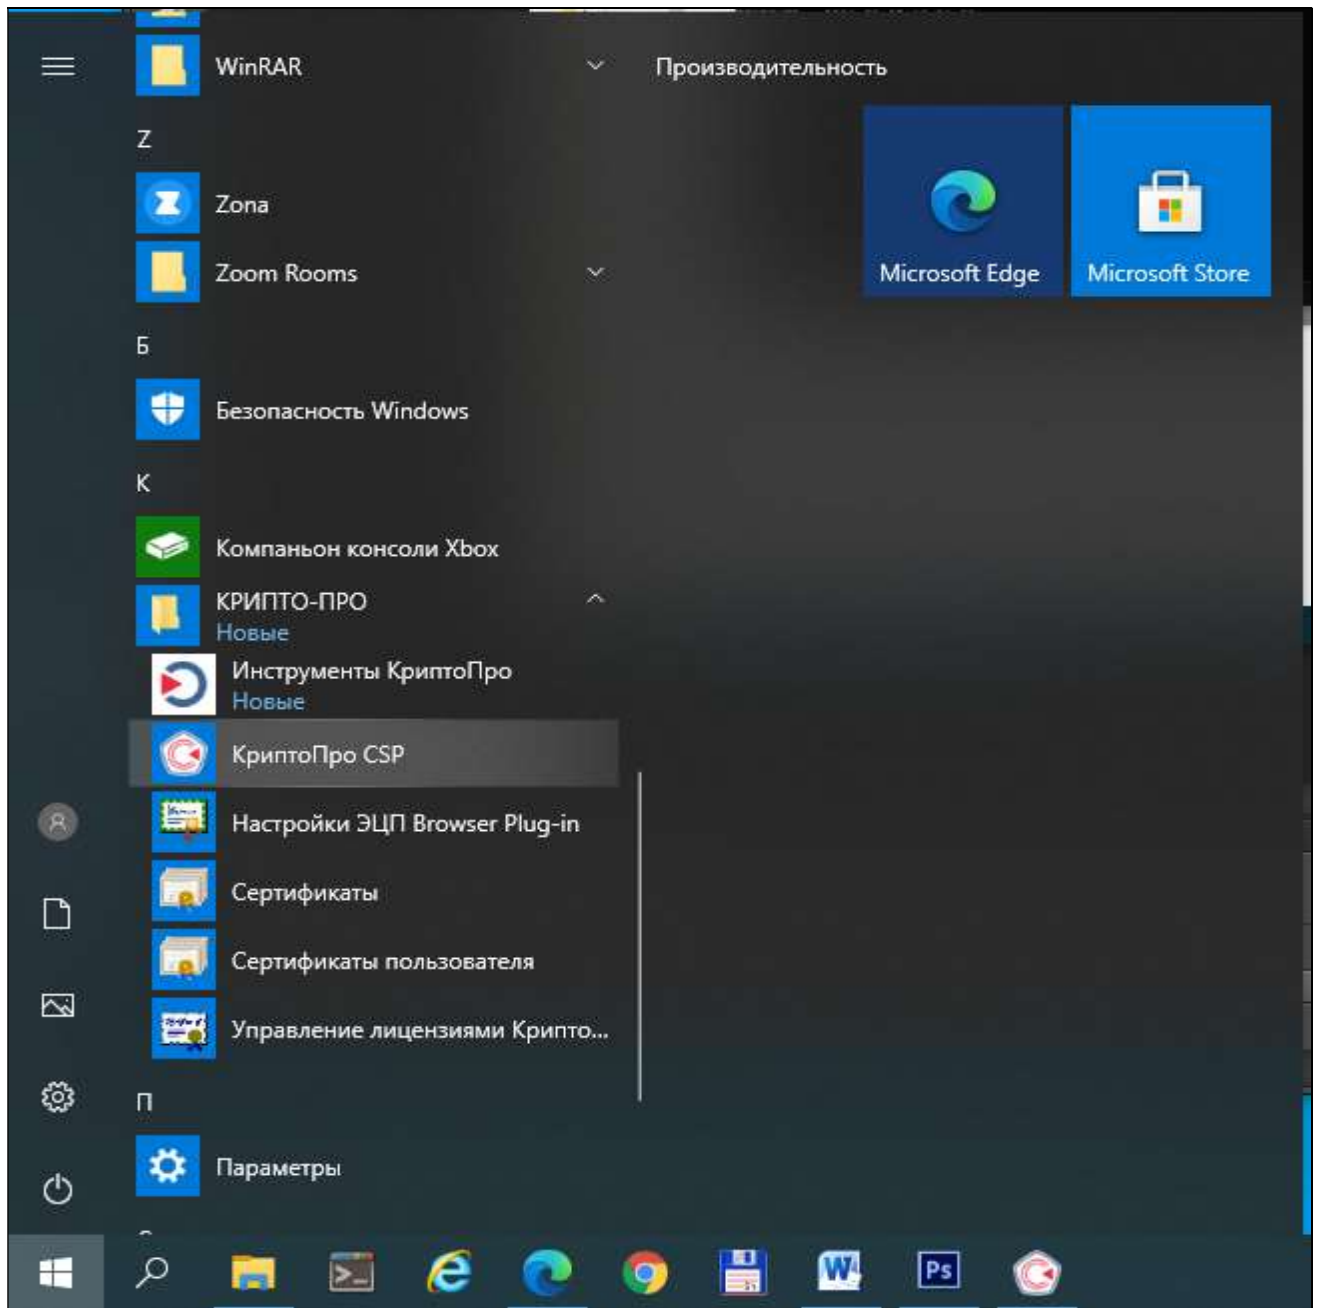 WinRAR
Производительность
Z
Zona
Zoom Rooms
Microsoft Edge
Microsoft Store
Б
Безопасность Windows
К
Компаньон консоли Xbox
КРИПТО-ПРО
Новые
Инструменты КриптоПро
Новые
КриптоПро CSP
Настройки ЭЦП Browser Plug-in
Сертификаты
Сертификаты пользователя
Управление лицензиями Крипто...
П
Параметры
Ps